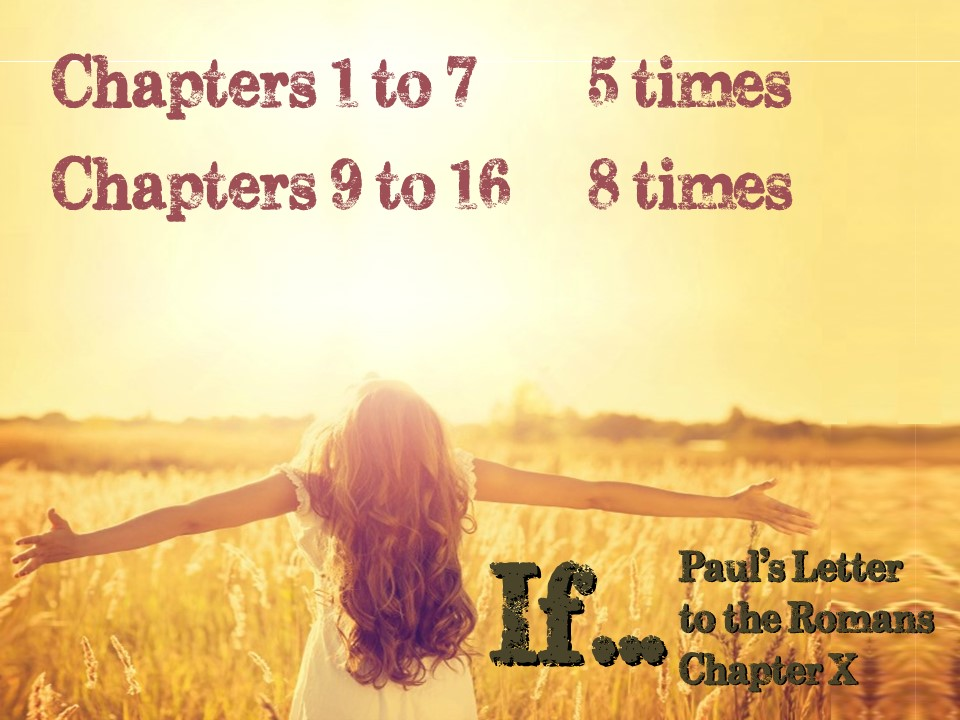 Chapters 1 to 7 5 times
Chapters 9 to 16 8 times
If...
Paul's Letter
to the Romans
Chapter X